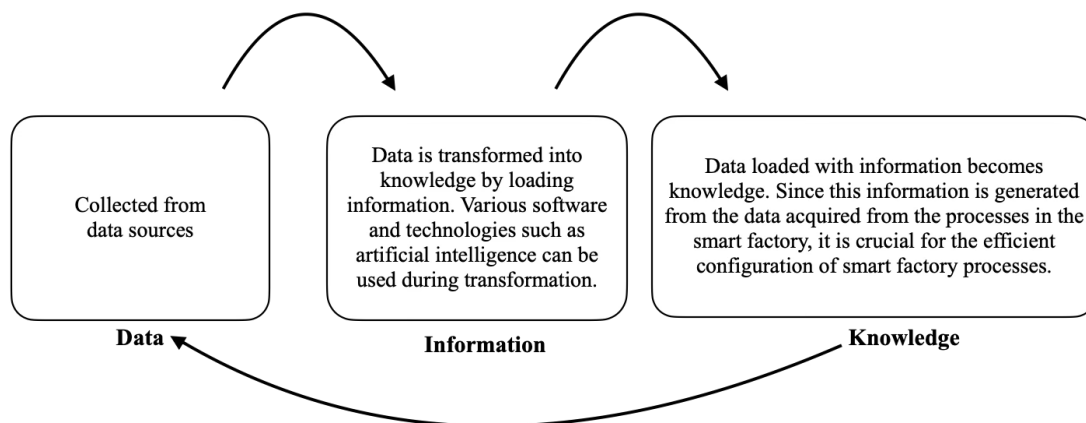 Collected from
data sources
Data
Data is transformed into
knowledge by loading
information. Various software
and technologies such as
artificial intelligence can be
used during transformation.
Information
Data loaded with information becomes
knowledge. Since this information is generated
from the data acquired from the processes in the
smart factory, it is crucial for the efficient
configuration of smart factory processes.
Knowledge